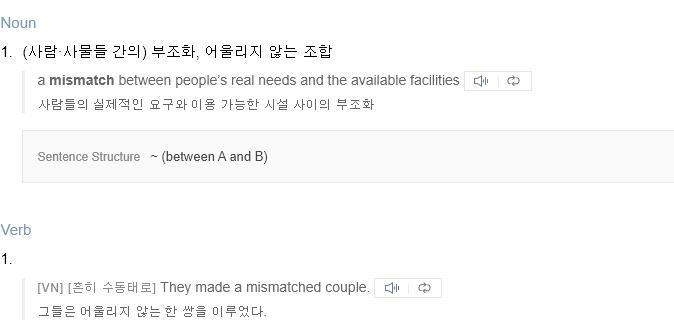 Noun
1. (사람·사물들 간의) 부조화, 어울리지 않는 조합
a mismatch between people's real needs and the available facilities
사람들의 실제적인 요구와 이용 가능한 시설 사이의 부조화
Sentence Structure ~ (between A and B)
Verb
1.
[VN] [흔히 수동태로] They made a mismatched couple.
그들은 어울리지 않는 한 쌍을 이루었다.